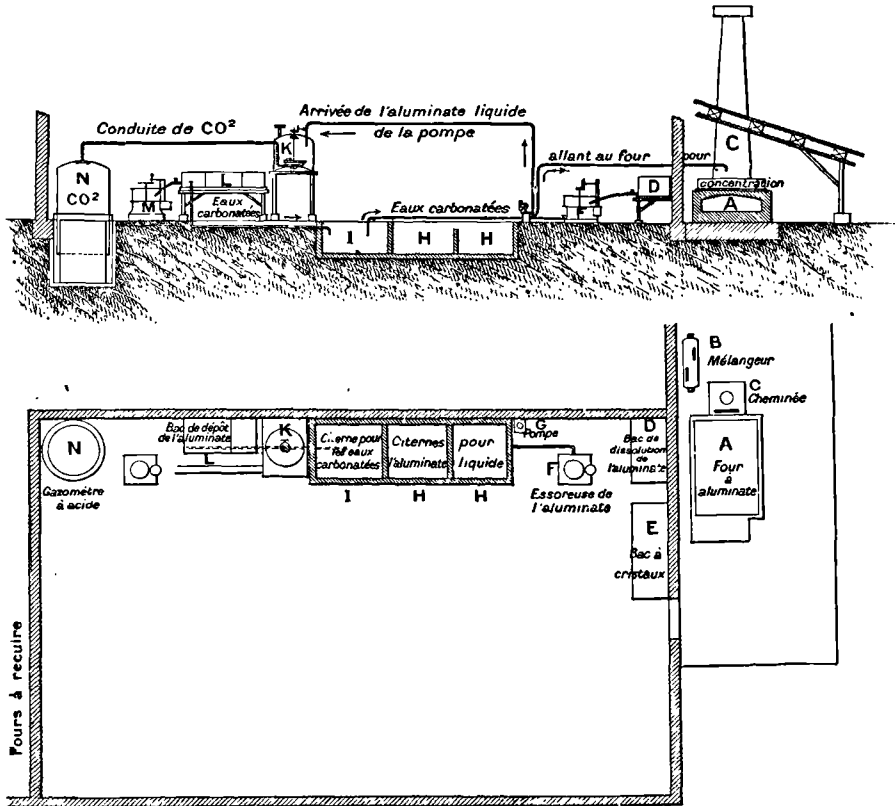 Conduite de CO²
Arrivée de l'aluminate liquide
de la pompe
allant au four pour
concentration
C
A
D
K
N
CO²
M
L
Eaux
carbonatées
Eaux carbonatées
I
H
H
B
Mélangeur
C
Cheminée
A
Four
à
aluminate
D
Bac de
dissolution
de
l'aluminate
E
Bac à
cristaux
G
Pompe
F
Essoreuse de
l'aluminate
pour
liquide
H
Citernes
l'aluminate
H
Citerne pour
les eaux
carbonatées
I
K
Bac de dépôt
de l'aluminate
L
N
Gazomètre
à acide
Fours à recuire